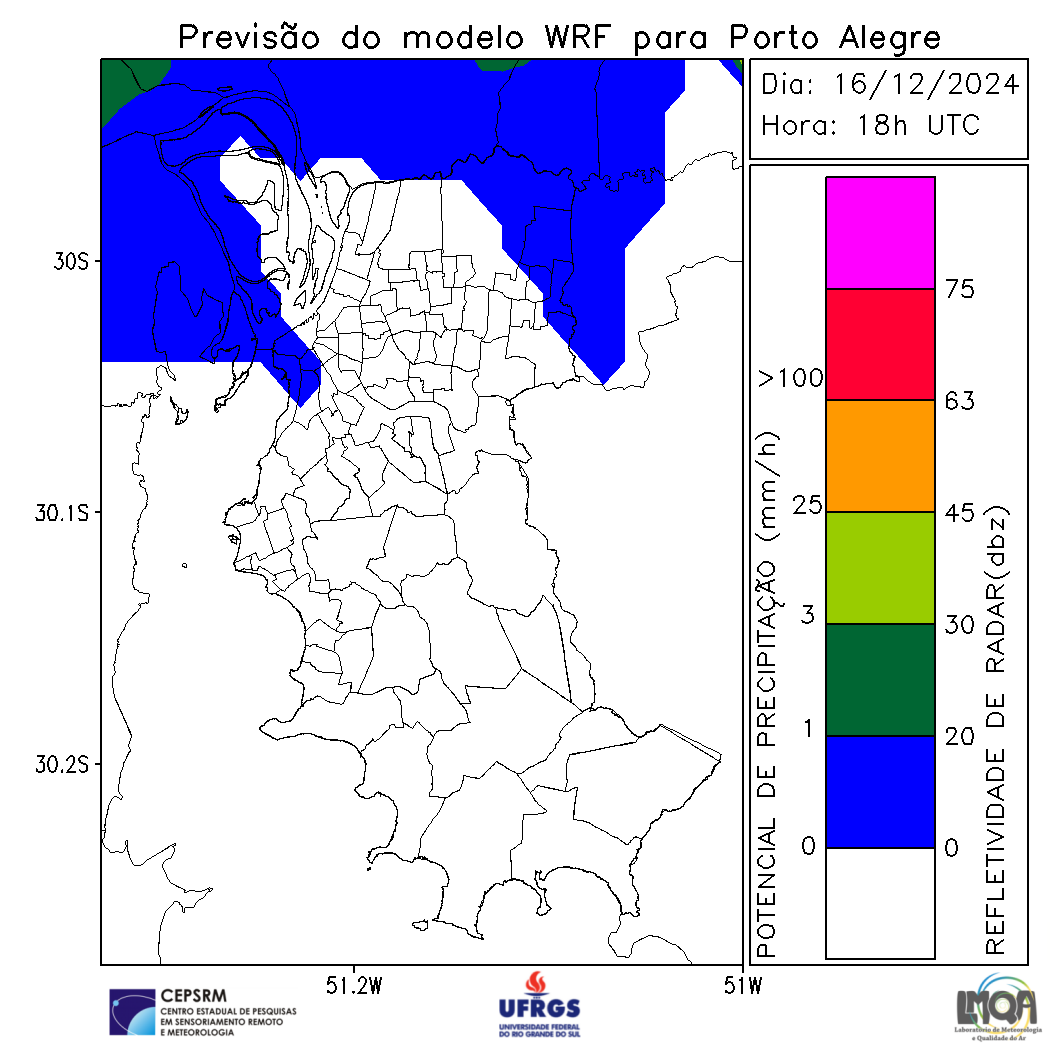 Previsão do modelo WRF para Porto Alegre
Dia: 16/12/2024
Hora: 18h UTC
30S
30.1S
30.2S
51.2W
51W
POTENCIAL DE PRECIPITAÇÃO (mm/h)
>100
25
3
1
0
75
63
45
30
20
0
REFLETIVIDADE DE RADAR(dbz)
CEPSRM
CENTRO ESTADUAL DE PESQUISAS
EM SENSORIAMENTO REMOTO
E METEOROLOGIA
UFRGS
UNIVERSIDADE FEDERAL
DO RIO GRANDE DO SUL
LMQA
Laboratório de Meteorologia
e Qualidade do Ar